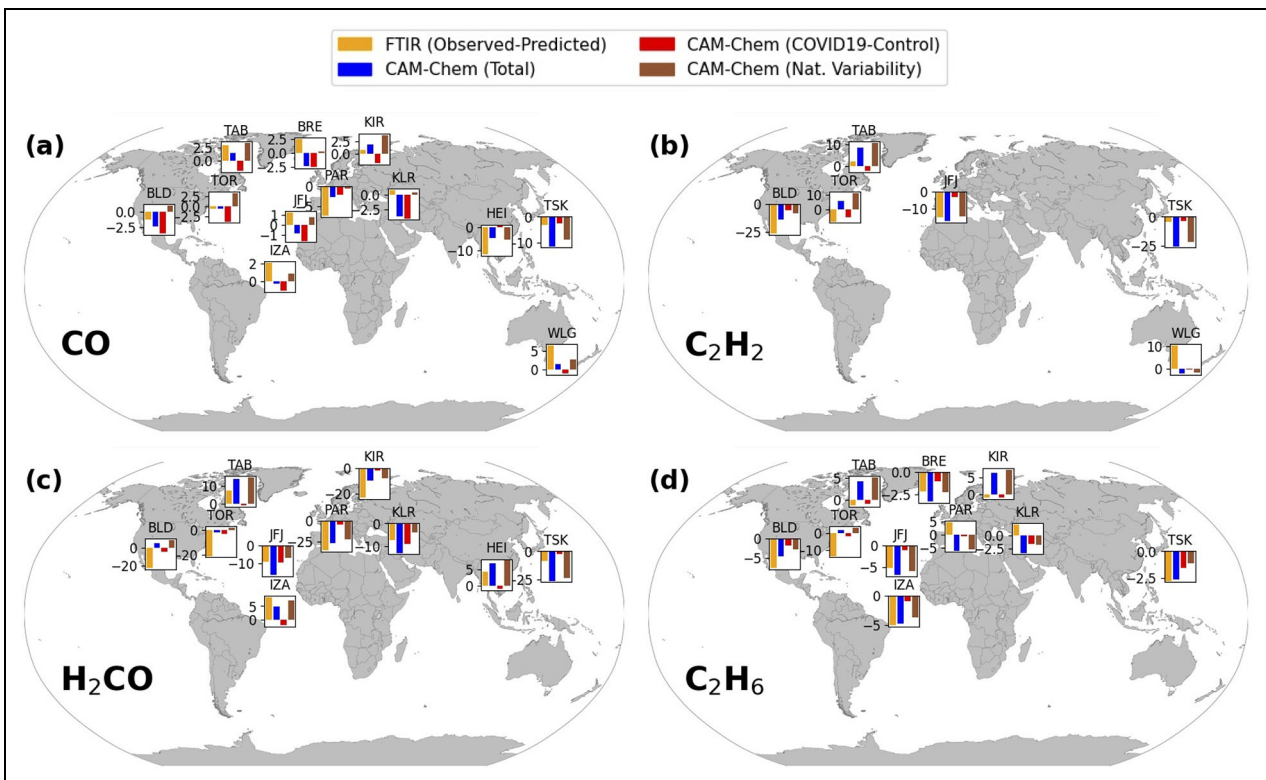 FTIR (Observed-Predicted)
CAM-Chem (Total)
CAM-Chem (COVID19-Control)
CAM-Chem (Nat. Variability)
(a)
TAB
2.5
0.0
BRE
2.5
0.0
−2.5
KIR
2.5
0.0
BLD
0.0
−2.5
TOR
2.5
0.0
2.5
JFJ
1
0
−1
PAR
0
KLR
0.0
−2.5
HEI
0
−10
TSK
0
10
IZA
2
0
WLG
5
0
CO
(b)
TAB
10
0
BLD
0
−25
TOR
10
0
JFJ
0
−10
TSK
0
−25
WLG
10
0
C₂H₂
(c)
TAB
10
0
KIR
0
−20
BLD
0
−20
TOR
0
−20
JFJ
0
−10
PAR
0
−25
KLR
0
−10
HEI
5
0
TSK
0
25
IZA
5
0
H₂CO
(d)
TAB
5
0
BRE
0.0
−2.5
KIR
5
0
BLD
0
−5
TOR
0
−10
JFJ
0
−5
PAR
5
0
−5
KLR
2.5
0.0
−2.5
TSK
0.0
−2.5
IZA
0
−5
C₂H₆